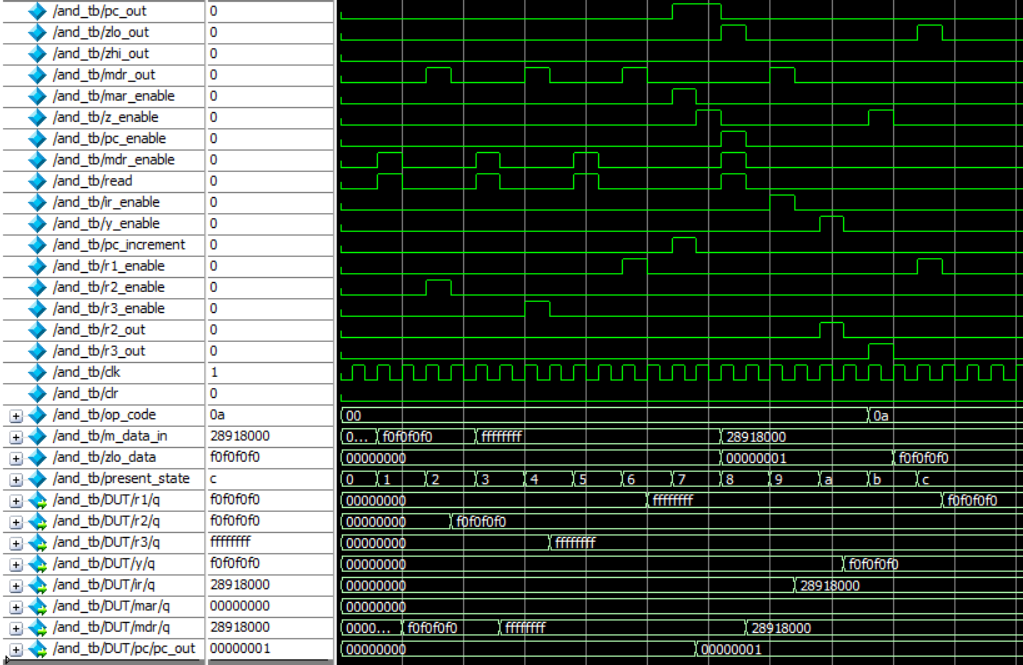 /and_tb/pc_out 0
/and_tb/zlo_out 0
/and_tb/zhi_out 0
/and_tb/mdr_out 0
/and_tb/mar_enable 0
/and_tb/z_enable 0
/and_tb/pc_enable 0
/and_tb/mdr_enable 0
/and_tb/read 0
/and_tb/ir_enable 0
/and_tb/y_enable 0
/and_tb/pc_increment 0
/and_tb/r1_enable 0
/and_tb/r2_enable 0
/and_tb/r3_enable 0
/and_tb/r2_out 0
/and_tb/r3_out 0
/and_tb/clk 1
/and_tb/clr 0
/and_tb/op_code 0a 00 0a
/and_tb/m_data_in 28918000 0... f0f0f0f0 ffffffff 28918000
/and_tb/zlo_data f0f0f0f0 00000000 00000001 f0f0f0f0
/and_tb/present_state c 0 1 2 3 4 5 6 7 8 9 a b c
/and_tb/DUT/r1/q f0f0f0f0 00000000 ffffffff f0f0f0f0
/and_tb/DUT/r2/q f0f0f0f0 00000000 f0f0f0f0
/and_tb/DUT/r3/q ffffffff 00000000 ffffffff
/and_tb/DUT/y/q f0f0f0f0 00000000 f0f0f0f0
/and_tb/DUT/ir/q 28918000 00000000 28918000
/and_tb/DUT/mar/q 00000000 00000000
/and_tb/DUT/mdr/q 28918000 0000... f0f0f0f0 ffffffff 28918000
/and_tb/DUT/pc/pc_out 00000001 00000000 00000001